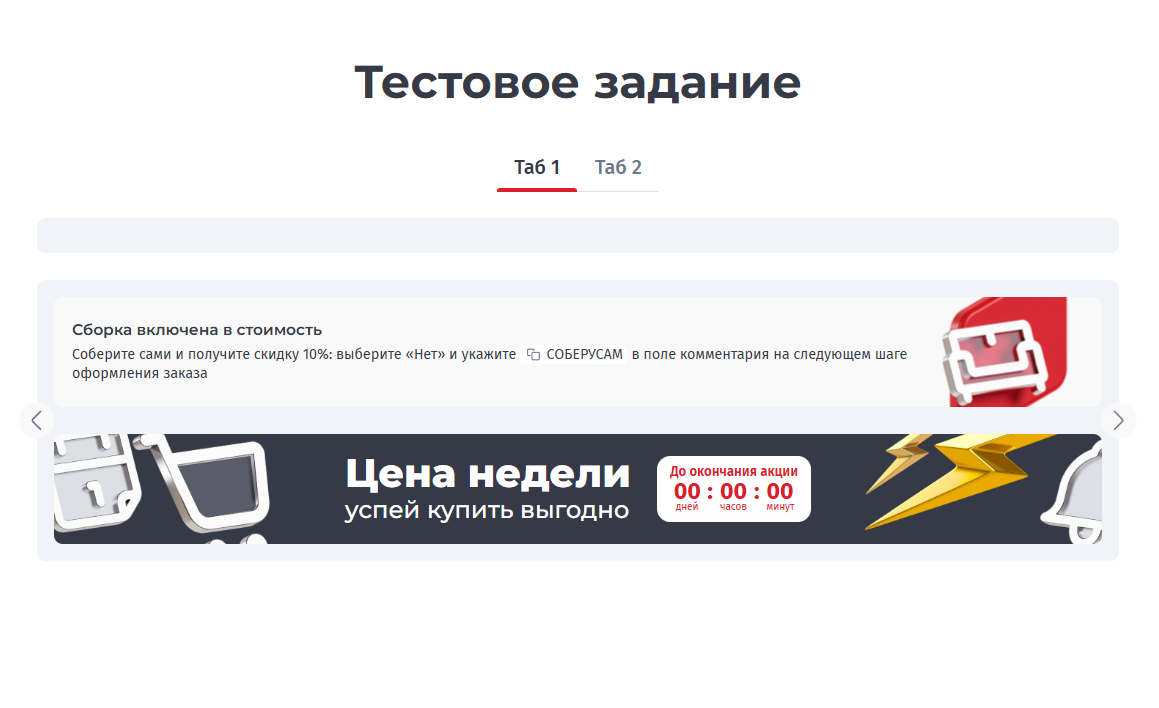 Тестовое задание
Таб 1 Таб 2
Сборка включена в стоимость
Соберите сами и получите скидку 10%: выберите «Нет» и укажите СОБЕРУСАМ в поле комментария на следующем шаге
оформления заказа
1
Цена недели
успей купить выгодно
До окончания акции
00 : 00 : 00
дней часов минут